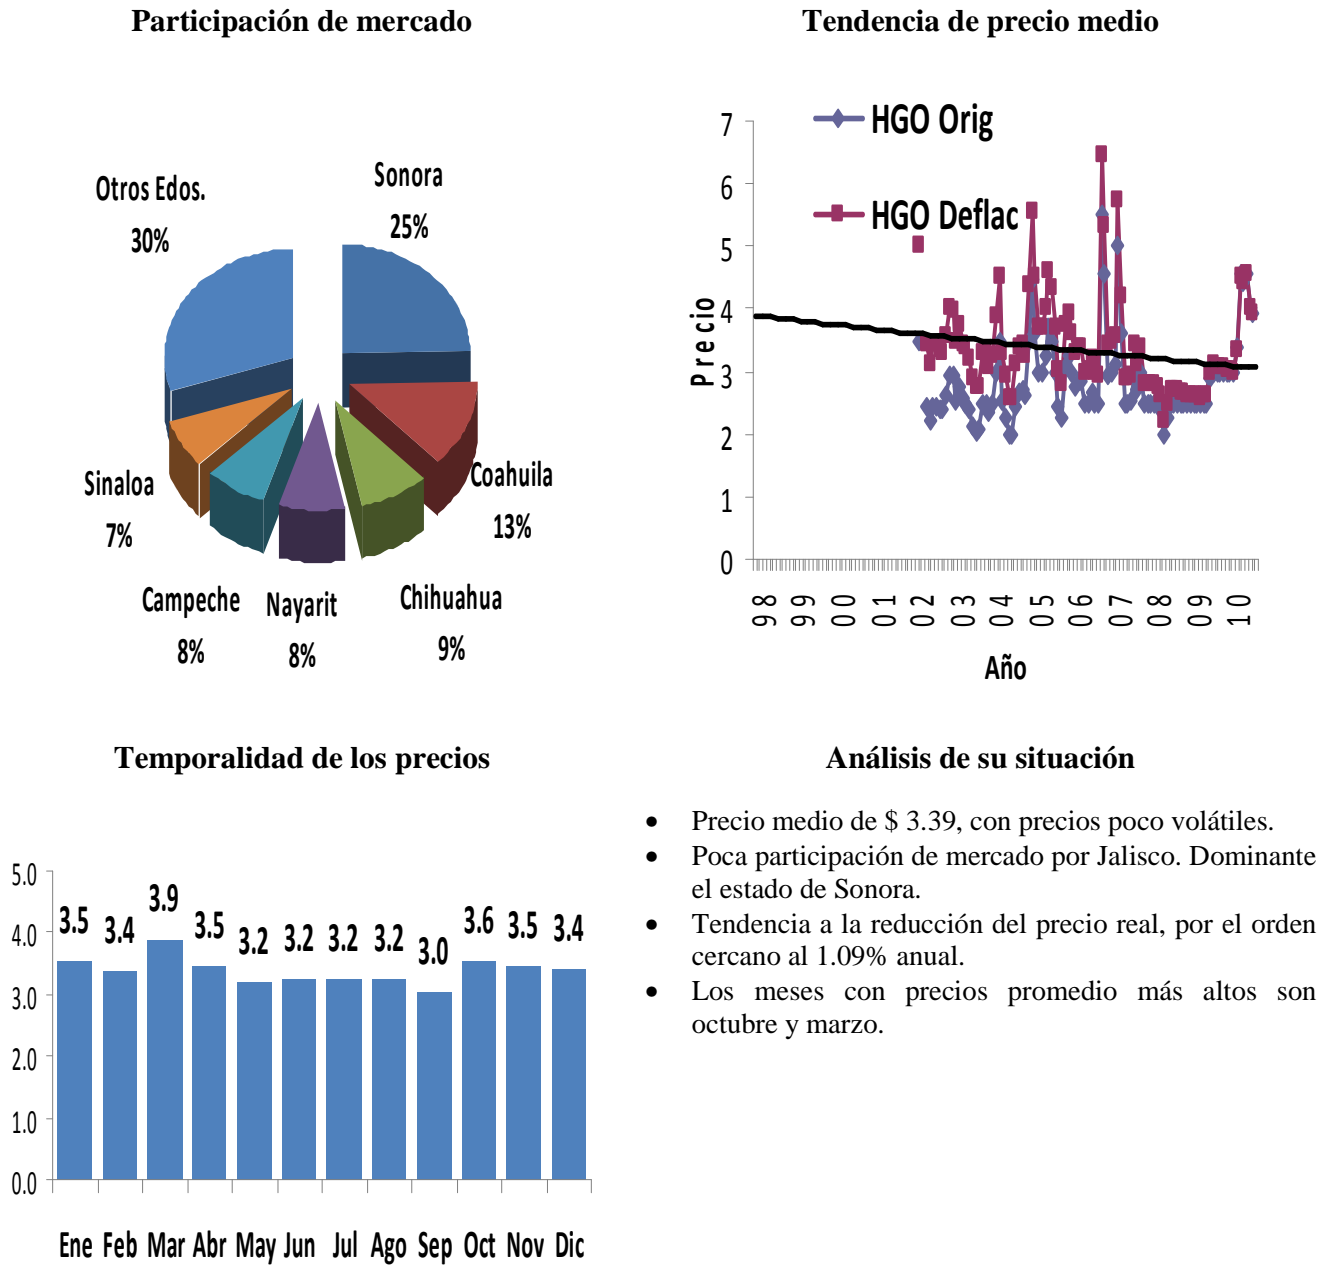 Participación de mercado
Otros Edos.
30%
Sonora
25%
Coahuila
13%
Chihuahua
9%
Nayarit
8%
Campeche
8%
Sinaloa
7%
Tendencia de precio medio
HGO Orig
HGO Deflac
Precio
7
6
5
4
3
2
1
0
98
99
00
01
02
03
04
05
06
07
08
09
10
Año
Temporalidad de los precios
5.0
4.0
3.0
2.0
1.0
0.0
3.5
3.4
3.9
3.5
3.2
3.2
3.2
3.2
3.0
3.6
3.5
3.4
Ene Feb Mar Abr May Jun Jul Ago Sep Oct Nov Dic
Análisis de su situación
• Precio medio de $ 3.39, con precios poco volátiles.
• Poca participación de mercado por Jalisco. Dominante
el estado de Sonora.
• Tendencia a la reducción del precio real, por el orden
cercano al 1.09% anual.
• Los meses con precios promedio más altos son
octubre y marzo.